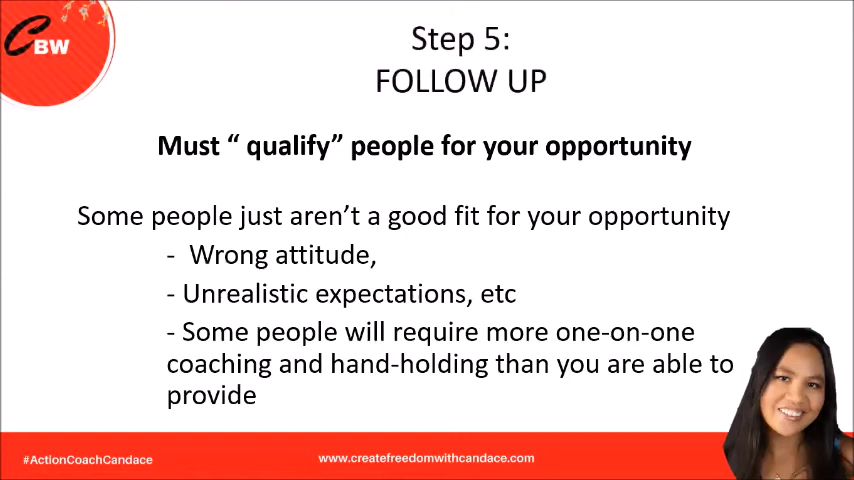 CBW
Step 5:
FOLLOW UP
Must “ qualify” people for your opportunity
Some people just aren’t a good fit for your opportunity
- Wrong attitude,
- Unrealistic expectations, etc
- Some people will require more one-on-one
coaching and hand-holding than you are able to
provide
#ActionCoachCandace
www.createfreedomwithcandace.com